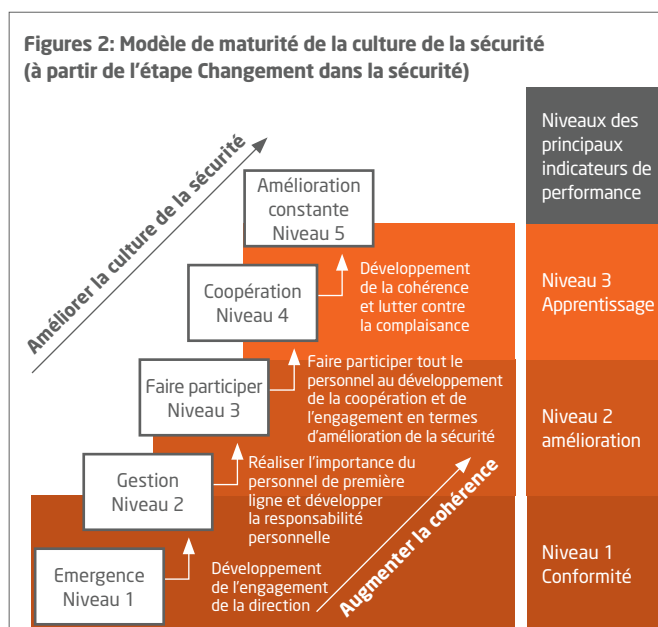 Figures 2: Modèle de maturité de la culture de la sécurité
(à partir de l'étape Changement dans la sécurité)
Niveaux des
principaux
indicateurs de
performance
Améliorer la culture de la sécurité
Amélioration
constante
Niveau 5
Développement
de la cohérence
et lutter contre
la complaisance
Coopération
Niveau 4
Niveau 3
Apprentissage
Faire participer tout le
personnel au développement
de la coopération et de
l'engagement en termes
d'amélioration de la sécurité
Faire participer
Niveau 3
Niveau 2
amélioration
Réaliser l'importance du
personnel de première
ligne et développer
la responsabilité
personnelle
Gestion
Niveau 2
Augmenter la cohérence
Développement
de l'engagement
de la direction
Emergence
Niveau 1
Niveau 1
Conformité